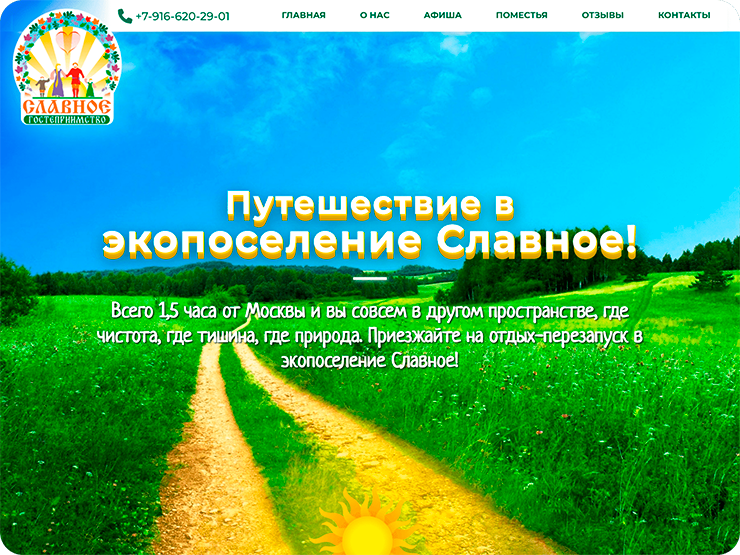 +7-916-620-29-01
ГЛАВНАЯ
О НАС
АФИША
ПОМЕСТЬЯ
ОТЗЫВЫ
КОНТАКТЫ
СЛАВНОЕ
ГОСТЕПРИИМСТВО
Путешествие в
экопоселение Славное!
Всего 1,5 часа от Москвы и вы совсем в другом пространстве, где
чистота, где тишина, где природа. Приезжайте на отдых-перезапуск в
экопоселение Славное!